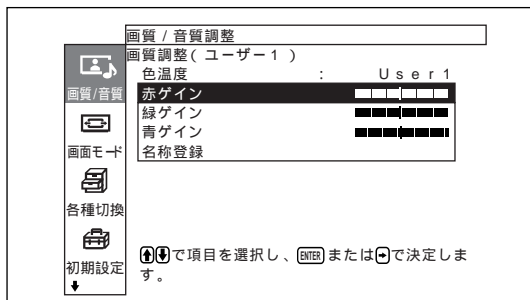 画質 / 音質調整
画質調整( ユーザー1 )
色温度 : User1
赤ゲイン
緑ゲイン
青ゲイン
名称登録
画質/音質
画面モード
各種切換
初期設定
で項目を選択し、ENTERまたはで決定しま
す。